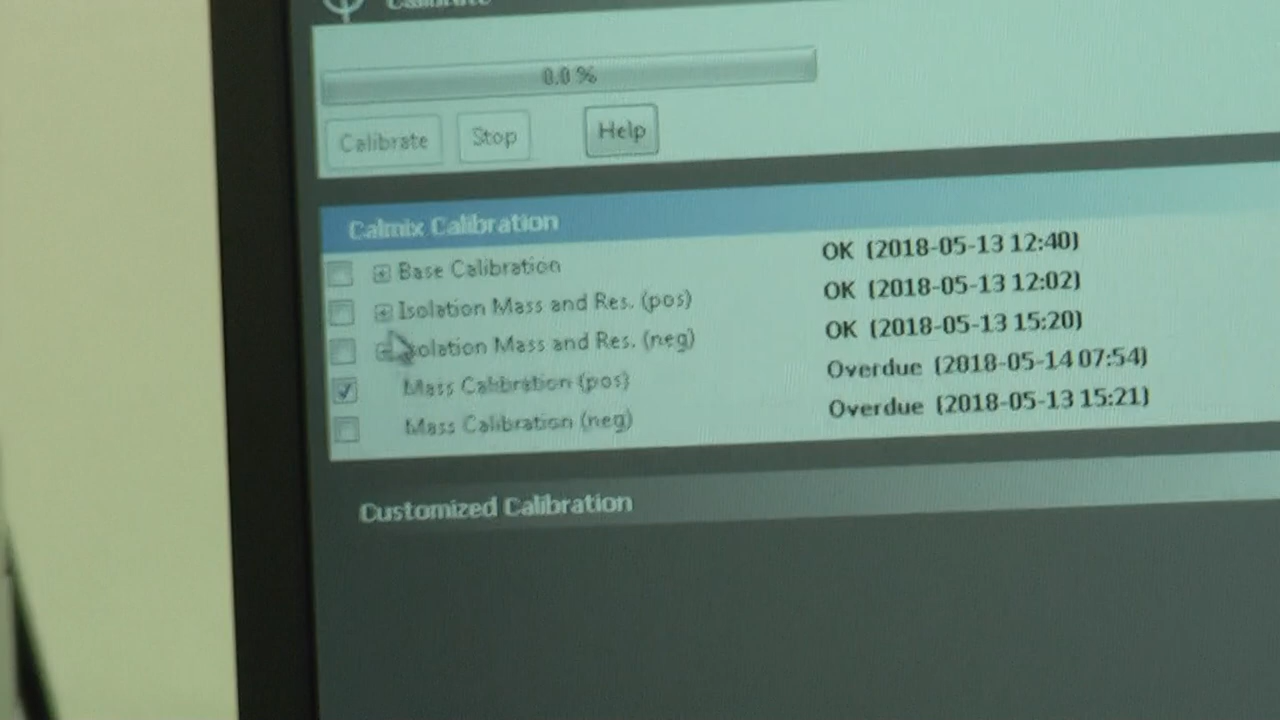 Calibrate
0.0 %
Calibrate Stop Help
Calmix Calibration
Base Calibration OK (2018-05-13 12:40)
Isolation Mass and Res. (pos) OK (2018-05-13 12:02)
solation Mass and Res. (neg) OK (2018-05-13 15:20)
Mass Calibration (pos) Overdue (2018-05-14 07:54)
Mass Calibration (neg) Overdue (2018-05-13 15:21)
Customized Calibration